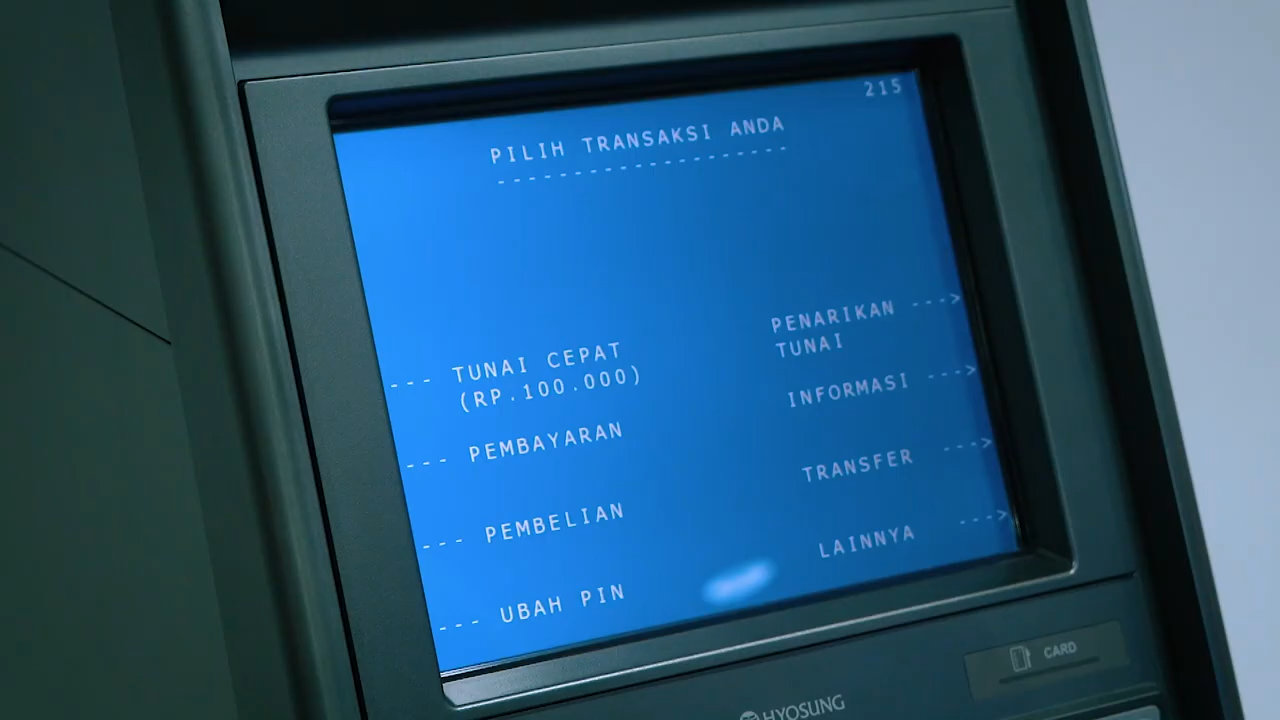 215
PILIH TRANSAKSI ANDA
-------------------
PENARIKAN --->
TUNAI
--- TUNAI CEPAT
(RP.100.000)
INFORMASI --->
--- PEMBAYARAN
TRANSFER --->
--- PEMBELIAN
LAINNYA --->
--- UBAH PIN
CARD
HYOSUNG